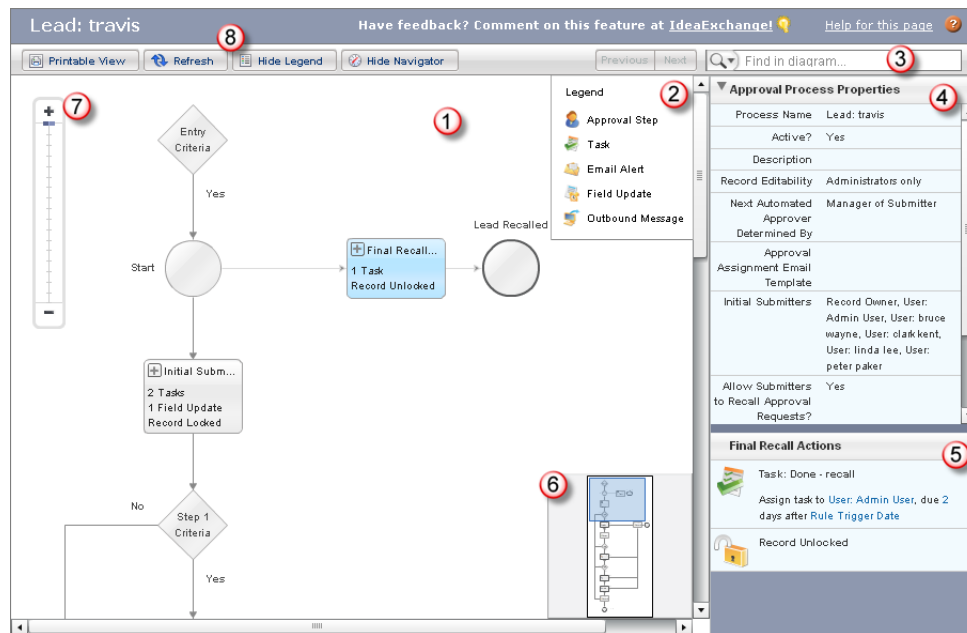 Lead: travis
Have feedback? Comment on this feature at IdeaExchange!
Help for this page
Printable View
Refresh
8
Hide Legend
Hide Navigator
Previous
Next
Find in diagram...
3
7
1
Entry
Criteria
Yes
Start
Final Recall...
1 Task
Record Unlocked
Lead Recalled
Initial Subm...
2 Tasks
1 Field Update
Record Locked
No
Step 1
Criteria
Yes
Legend
2
Approval Step
Task
Email Alert
Field Update
Outbound Message
6
Approval Process Properties
4
Process Name Lead: travis
Active? Yes
Description
Record Editability Administrators only
Next Automated Manager of Submitter
Approver
Determined By
Approval
Assignment Email
Template
Initial Submitters Record Owner, User:
Admin User, User: bruce
wayne, User: clark kent,
User: linda lee, User:
peter paker
Allow Submitters Yes
to Recall Approval
Requests?
Final Recall Actions
5
Task: Done - recall
Assign task to User: Admin User, due 2
days after Rule Trigger Date
Record Unlocked